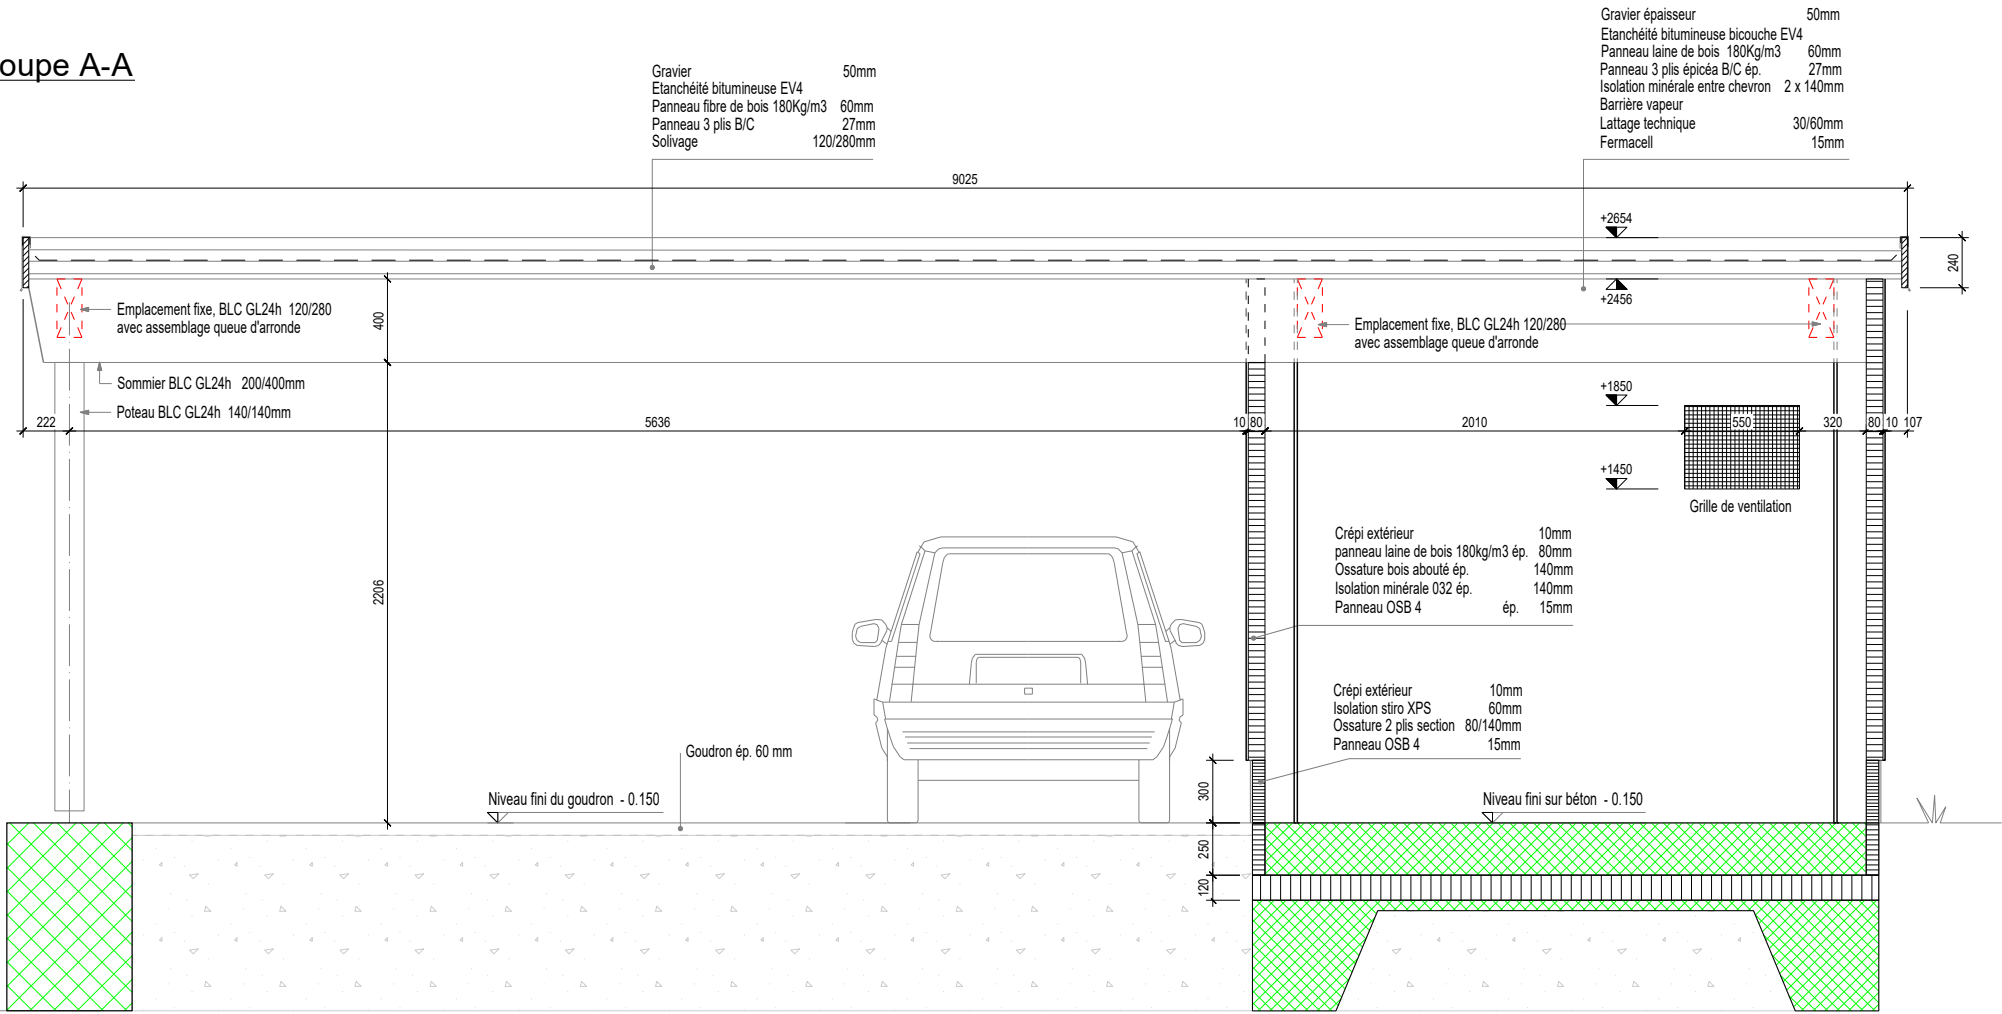 oupe A-A
Gravier 50mm
Etanchéité bitumineuse EV4
Panneau fibre de bois 180Kg/m3 60mm
Panneau 3 plis B/C 27mm
Solivage 120/280mm
Gravier épaisseur 50mm
Etanchéité bitumineuse bicouche EV4
Panneau laine de bois 180Kg/m3 60mm
Panneau 3 plis épicéa B/C ép. 27mm
Isolation minérale entre chevron 2 x 140mm
Barrière vapeur
Lattage technique 30/60mm
Fermacell 15mm
9025
+2654
240
+2456
Emplacement fixe, BLC GL24h 120/280
avec assemblage queue d'arronde
400
Emplacement fixe, BLC GL24h 120/280
avec assemblage queue d'arronde
Sommier BLC GL24h 200/400mm
Poteau BLC GL24h 140/140mm
+1850
222 5636 10 80 2010 550 320 80 10 107
+1450
Grille de ventilation
Crépi extérieur 10mm
panneau laine de bois 180kg/m3 ép. 80mm
Ossature bois abouté ép. 140mm
Isolation minérale 032 ép. 140mm
Panneau OSB 4 ép. 15mm
2206
Crépi extérieur 10mm
Isolation stiro XPS 60mm
Ossature 2 plis section 80/140mm
Panneau OSB 4 15mm
Goudron ép. 60 mm
300
Niveau fini du goudron - 0.150
Niveau fini sur béton - 0.150
250
120